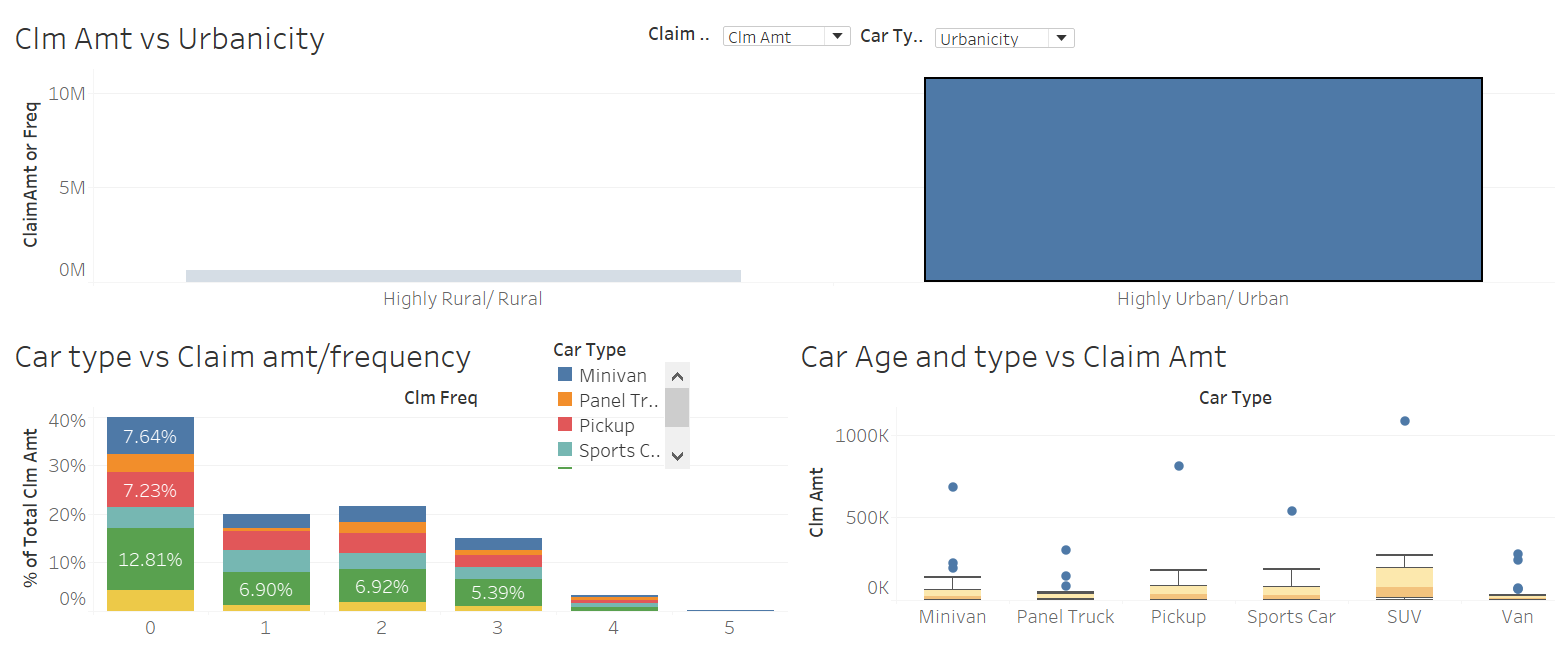 Clm Amt vs Urbanicity
Claim ..
Clm Amt
Car Ty..
Urbanicity
ClaimAmt or Freq
10M
5M
0M
Highly Rural/ Rural
Highly Urban/ Urban
Car type vs Claim amt/frequency
Car Type
Minivan
Panel Tr..
Pickup
Sports C..
Clm Freq
% of Total Clm Amt
40%
30%
20%
10%
0%
7.64%
7.23%
12.81%
6.90%
6.92%
5.39%
0
1
2
3
4
5
Car Age and type vs Claim Amt
Car Type
Clm Amt
1000K
500K
0K
Minivan
Panel Truck
Pickup
Sports Car
SUV
Van